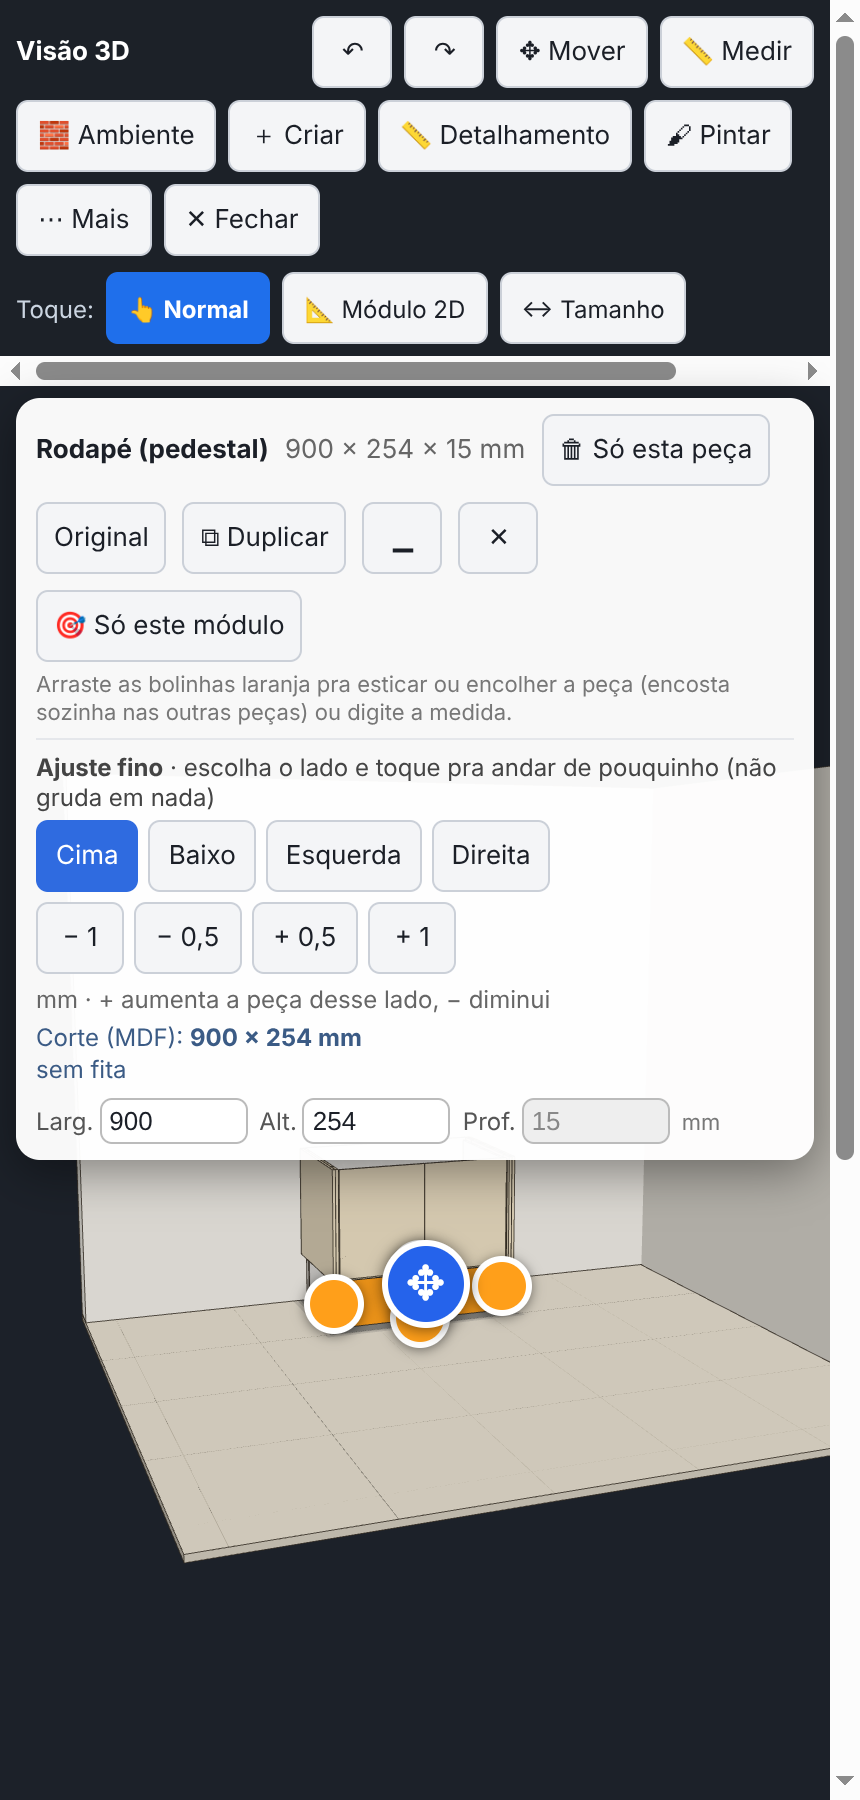 Visão 3D ↶ ↷ ✥ Mover 📏 Medir
🧱 Ambiente + Criar 📏 Detalhamento 🖌 Pintar
⋯ Mais ✕ Fechar
Toque: 👆 Normal 📐 Módulo 2D ↔ Tamanho
Rodapé (pedestal) 900 × 254 × 15 mm 🗑 Só esta peça
Original ⧉ Duplicar ▁ ✕
🎯 Só este módulo
Arraste as bolinhas laranja pra esticar ou encolher a peça (encosta
sozinha nas outras peças) ou digite a medida.
Ajuste fino · escolha o lado e toque pra andar de pouquinho (não
gruda em nada)
Cima Baixo Esquerda Direita
− 1 − 0,5 + 0,5 + 1
mm · + aumenta a peça desse lado, − diminui
Corte (MDF): 900 × 254 mm
sem fita
Larg. 900 Alt. 254 Prof. 15 mm